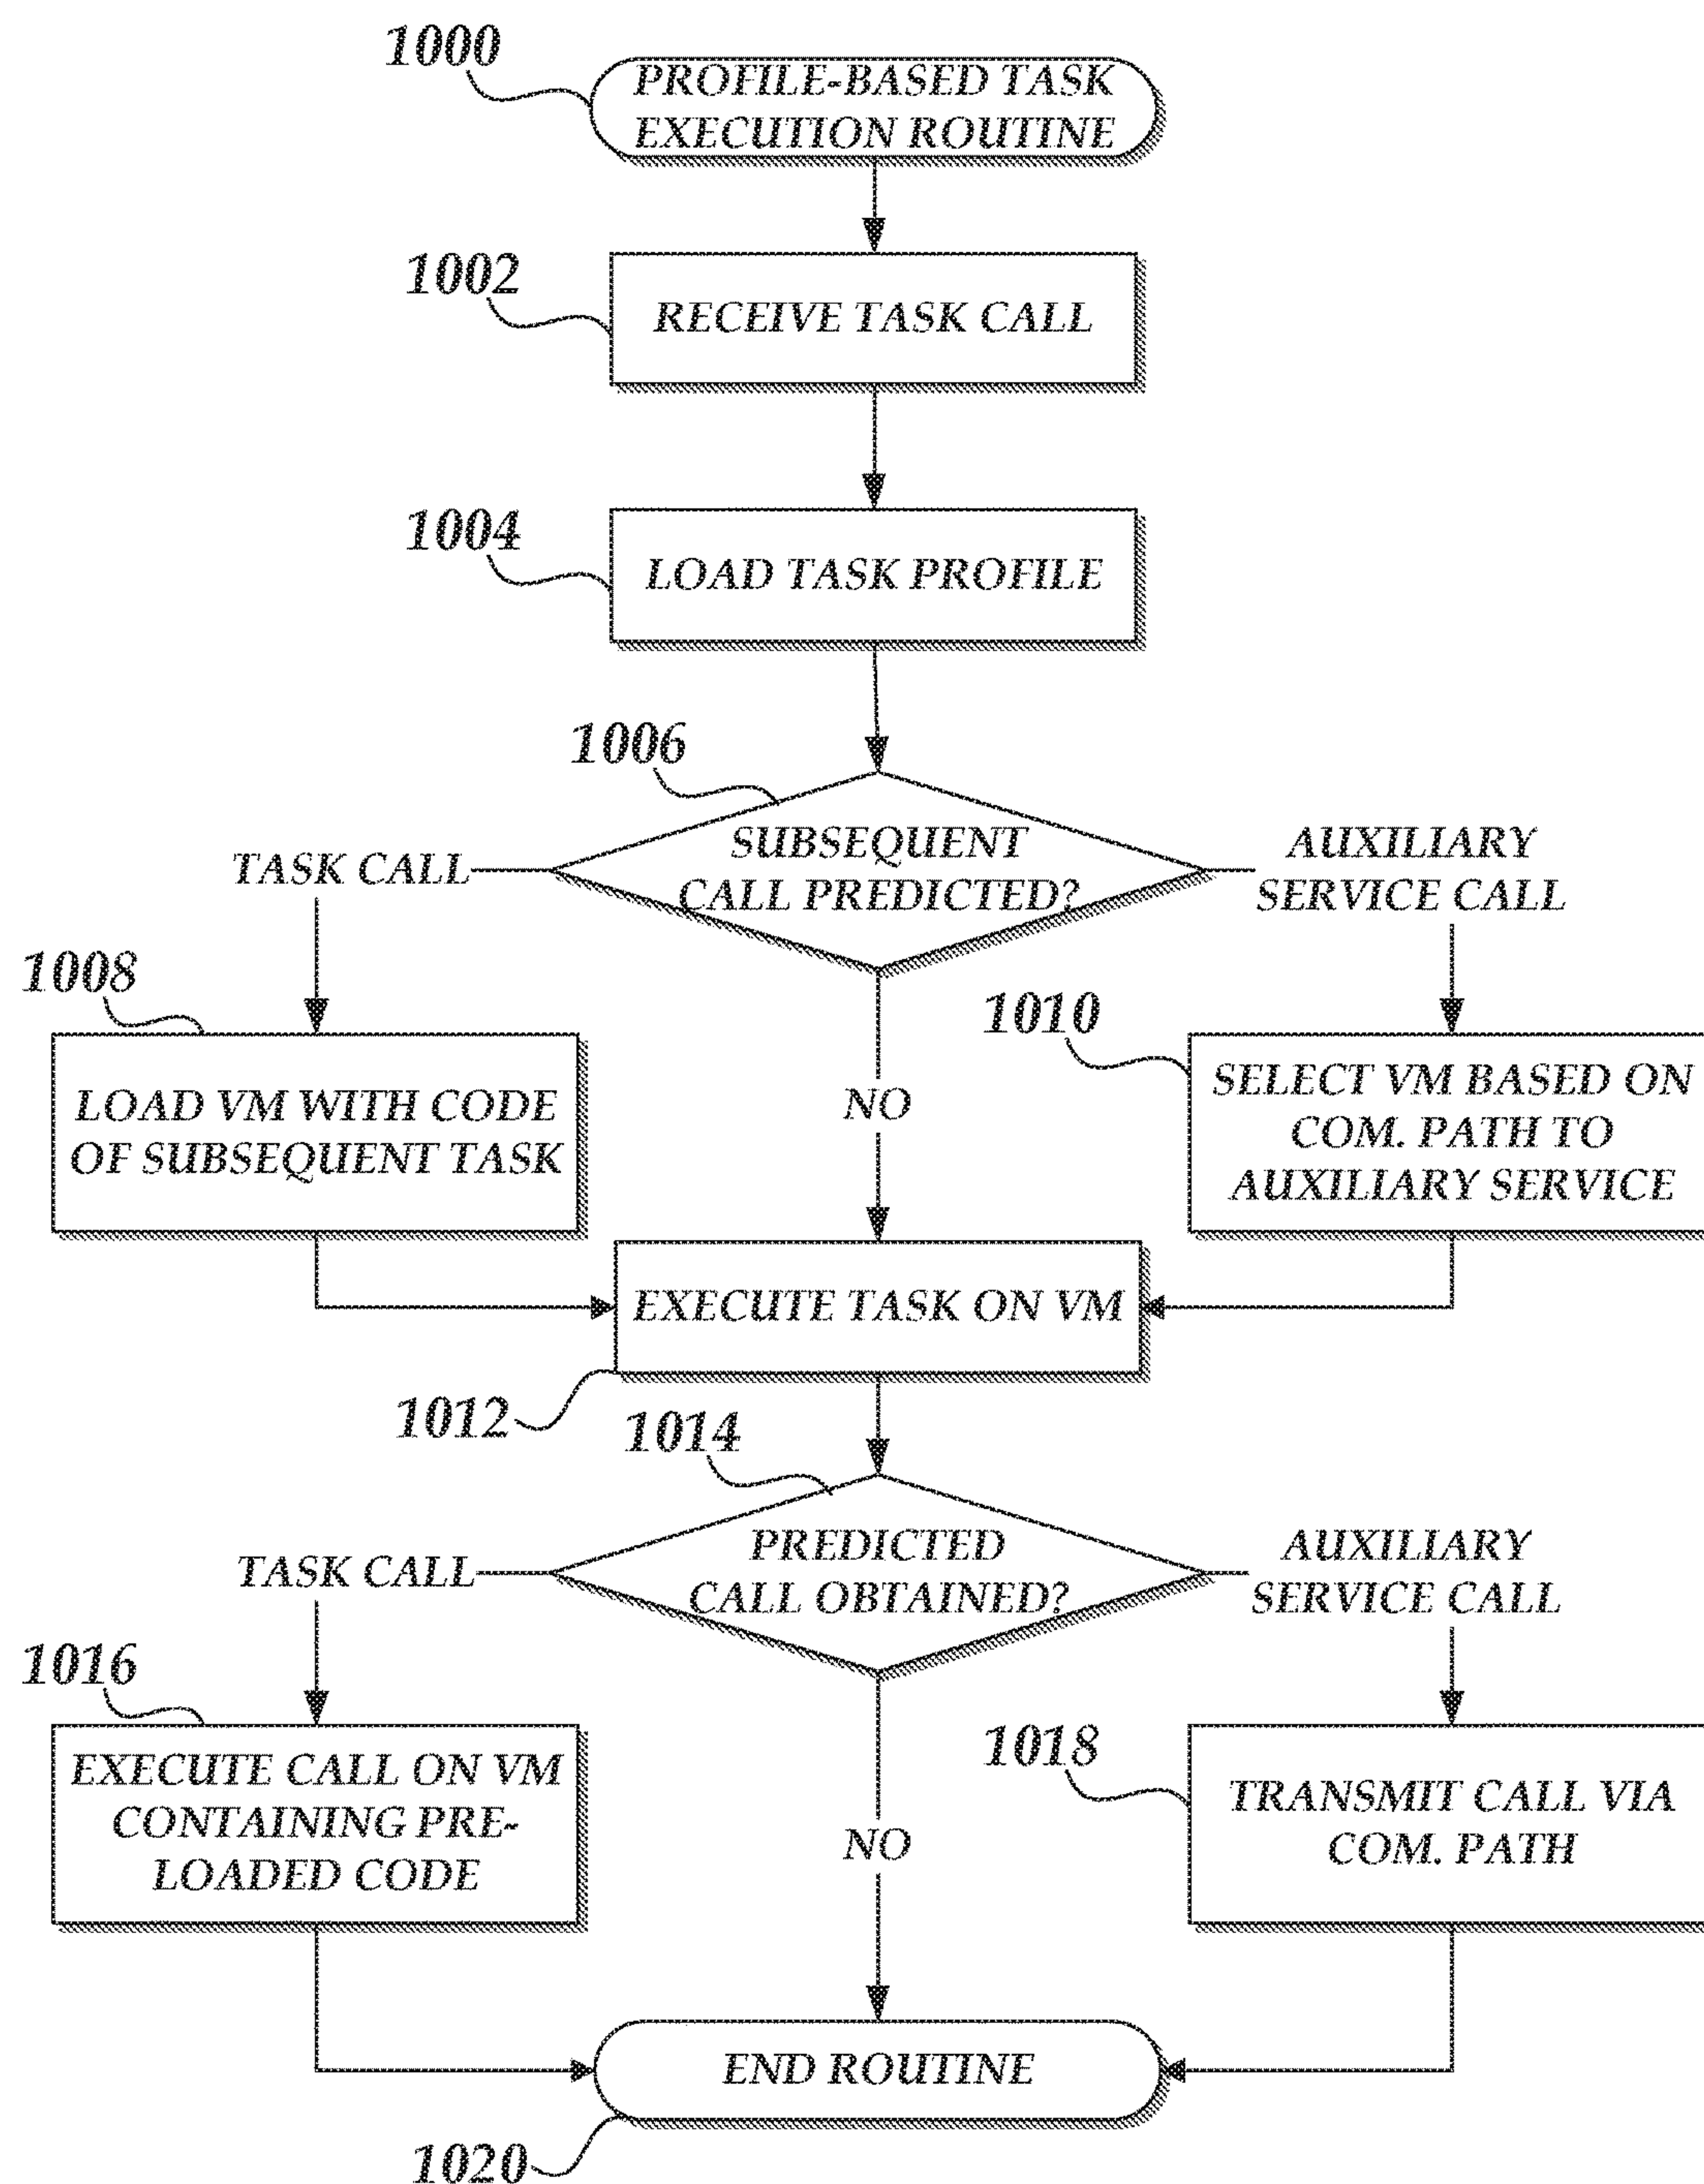 1000
PROFILE-BASED TASK
EXECUTION ROUTINE
1002
RECEIVE TASK CALL
1004
LOAD TASK PROFILE
1006
SUBSEQUENT
CALL PREDICTED?
TASK CALL
AUXILIARY
SERVICE CALL
1008
LOAD VM WITH CODE
OF SUBSEQUENT TASK
NO
1010
SELECT VM BASED ON
COM. PATH TO
AUXILIARY SERVICE
EXECUTE TASK ON VM
1012
1014
PREDICTED
CALL OBTAINED?
TASK CALL
AUXILIARY
SERVICE CALL
1016
EXECUTE CALL ON VM
CONTAINING PRE-
LOADED CODE
NO
1018
TRANSMIT CALL VIA
COM. PATH
END ROUTINE
1020